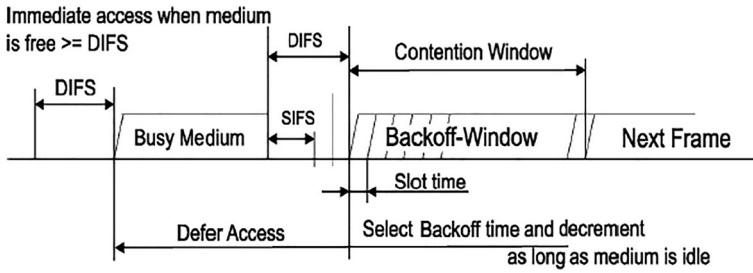 Immediate access when medium
is free >= DIFS
DIFS
DIFS
Contention Window
SIFS
Busy Medium
Backoff-Window
Next Frame
Slot time
Defer Access
Select Backoff time and decrement
as long as medium is idle